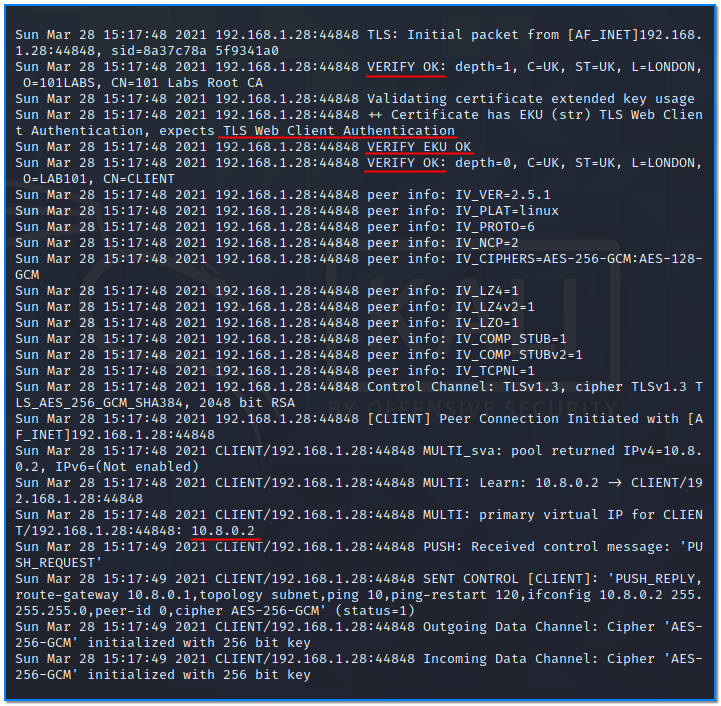 Sun Mar 28 15:17:48 2021 192.168.1.28:44848 TLS: Initial packet from [AF_INET]192.168.
1.28:44848, sid=8a37c78a 5f9341a0
Sun Mar 28 15:17:48 2021 192.168.1.28:44848 VERIFY OK: depth=1, C=UK, ST=UK, L=LONDON,
 O=101LABS, CN=101 Labs Root CA
Sun Mar 28 15:17:48 2021 192.168.1.28:44848 Validating certificate extended key usage
Sun Mar 28 15:17:48 2021 192.168.1.28:44848 ++ Certificate has EKU (str) TLS Web Clien
t Authentication, expects TLS Web Client Authentication
Sun Mar 28 15:17:48 2021 192.168.1.28:44848 VERIFY EKU OK
Sun Mar 28 15:17:48 2021 192.168.1.28:44848 VERIFY OK: depth=0, C=UK, ST=UK, L=LONDON,
 O=LAB101, CN=CLIENT
Sun Mar 28 15:17:48 2021 192.168.1.28:44848 peer info: IV_VER=2.5.1
Sun Mar 28 15:17:48 2021 192.168.1.28:44848 peer info: IV_PLAT=linux
Sun Mar 28 15:17:48 2021 192.168.1.28:44848 peer info: IV_PROTO=6
Sun Mar 28 15:17:48 2021 192.168.1.28:44848 peer info: IV_NCP=2
Sun Mar 28 15:17:48 2021 192.168.1.28:44848 peer info: IV_CIPHERS=AES-256-GCM:AES-128-
GCM
Sun Mar 28 15:17:48 2021 192.168.1.28:44848 peer info: IV_LZ4=1
Sun Mar 28 15:17:48 2021 192.168.1.28:44848 peer info: IV_LZ4v2=1
Sun Mar 28 15:17:48 2021 192.168.1.28:44848 peer info: IV_LZO=1
Sun Mar 28 15:17:48 2021 192.168.1.28:44848 peer info: IV_COMP_STUB=1
Sun Mar 28 15:17:48 2021 192.168.1.28:44848 peer info: IV_COMP_STUBv2=1
Sun Mar 28 15:17:48 2021 192.168.1.28:44848 peer info: IV_TCPNL=1
Sun Mar 28 15:17:48 2021 192.168.1.28:44848 Control Channel: TLSv1.3, cipher TLSv1.3 T
LS_AES_256_GCM_SHA384, 2048 bit RSA
Sun Mar 28 15:17:48 2021 192.168.1.28:44848 [CLIENT] Peer Connection Initiated with [A
F_INET]192.168.1.28:44848
Sun Mar 28 15:17:48 2021 CLIENT/192.168.1.28:44848 MULTI_sva: pool returned IPv4=10.8.
0.2, IPv6=(Not enabled)
Sun Mar 28 15:17:48 2021 CLIENT/192.168.1.28:44848 MULTI: Learn: 10.8.0.2 → CLIENT/19
2.168.1.28:44848
Sun Mar 28 15:17:48 2021 CLIENT/192.168.1.28:44848 MULTI: primary virtual IP for CLIEN
T/192.168.1.28:44848: 10.8.0.2
Sun Mar 28 15:17:49 2021 CLIENT/192.168.1.28:44848 PUSH: Received control message: 'PU
SH_REQUEST'
Sun Mar 28 15:17:49 2021 CLIENT/192.168.1.28:44848 SENT CONTROL [CLIENT]: 'PUSH_REPLY,
route-gateway 10.8.0.1,topology subnet,ping 10,ping-restart 120,ifconfig 10.8.0.2 255.
255.255.0,peer-id 0,cipher AES-256-GCM' (status=1)
Sun Mar 28 15:17:49 2021 CLIENT/192.168.1.28:44848 Outgoing Data Channel: Cipher 'AES-
256-GCM' initialized with 256 bit key
Sun Mar 28 15:17:49 2021 CLIENT/192.168.1.28:44848 Incoming Data Channel: Cipher 'AES-
256-GCM' initialized with 256 bit key
KALI
BY OFFENSIVE SECURITY